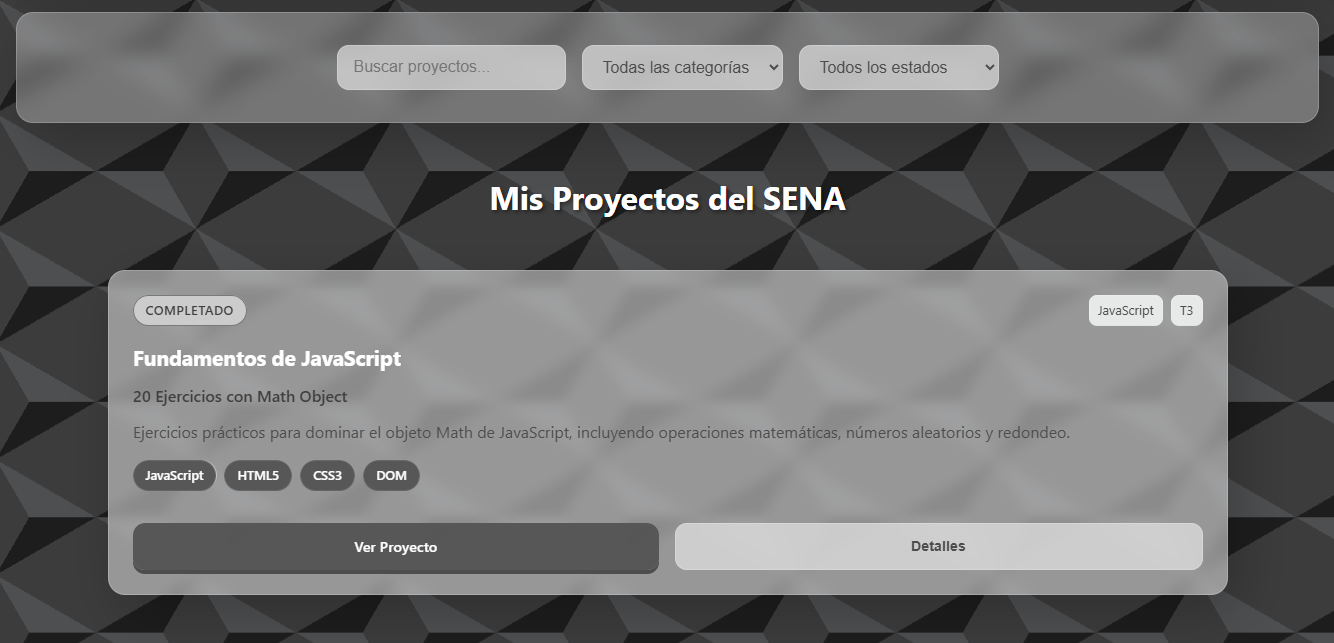 Buscar proyectos...
Todas las categorías
Todos los estados
Mis Proyectos del SENA
COMPLETADO
JavaScript
T3
Fundamentos de JavaScript
20 Ejercicios con Math Object
Ejercicios prácticos para dominar el objeto Math de JavaScript, incluyendo operaciones matemáticas, números aleatorios y redondeo.
JavaScript
HTML5
CSS3
DOM
Ver Proyecto
Detalles